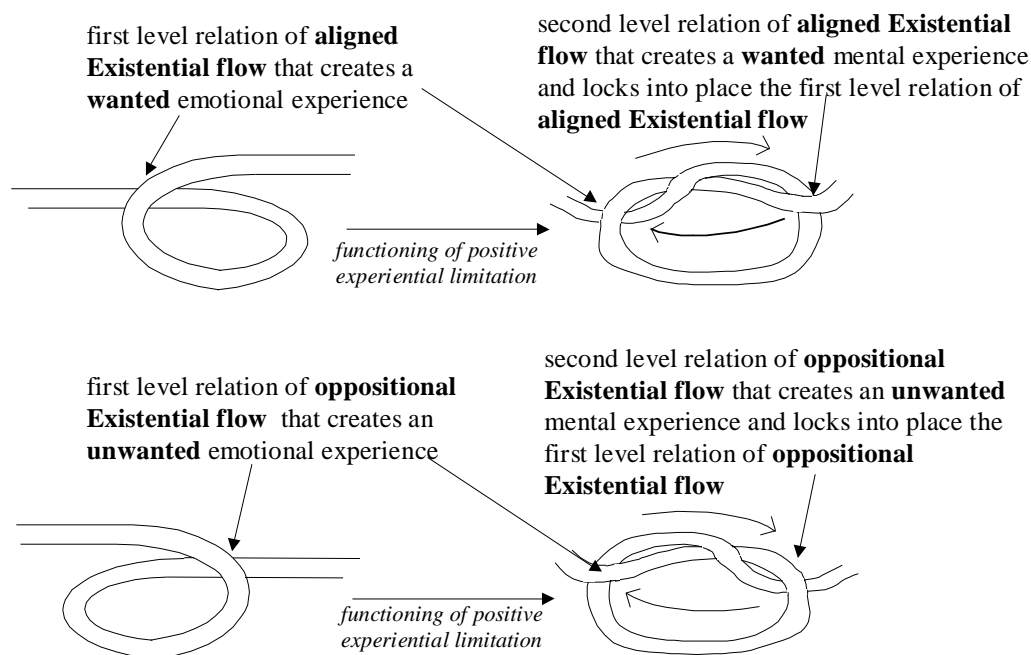 first level relation of aligned
Existential flow that creates a
wanted emotional experience
second level relation of aligned Existential
flow that creates a wanted mental experience
and locks into place the first level relation of
aligned Existential flow
functioning of positive
experiential limitation
first level relation of oppositional
Existential flow that creates an
unwanted emotional experience
second level relation of oppositional
Existential flow that creates an unwanted
mental experience and locks into place the
first level relation of oppositional
Existential flow
functioning of positive
experiential limitation